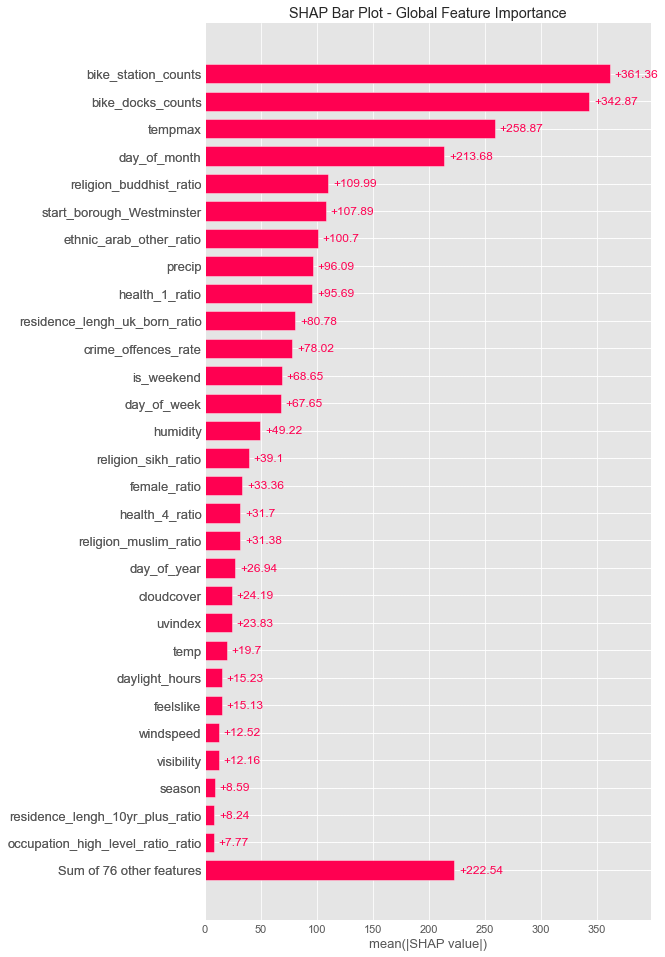 SHAP Bar Plot - Global Feature Importance
bike_station_counts +361.36
bike_docks_counts +342.87
tempmax +258.87
day_of_month +213.68
religion_buddhist_ratio +109.99
start_borough_Westminster +107.89
ethnic_arab_other_ratio +100.7
precip +96.09
health_1_ratio +95.69
residence_lengh_uk_born_ratio +80.78
crime_offences_rate +78.02
is_weekend +68.65
day_of_week +67.65
humidity +49.22
religion_sikh_ratio +39.1
female_ratio +33.36
health_4_ratio +31.7
religion_muslim_ratio +31.38
day_of_year +26.94
cloudcover +24.19
uvindex +23.83
temp +19.7
daylight_hours +15.23
feelslike +15.13
windspeed +12.52
visibility +12.16
season +8.59
residence_lengh_10yr_plus_ratio +8.24
occupation_high_level_ratio_ratio +7.77
Sum of 76 other features +222.54
0 50 100 150 200 250 300 350
mean(|SHAP value|)